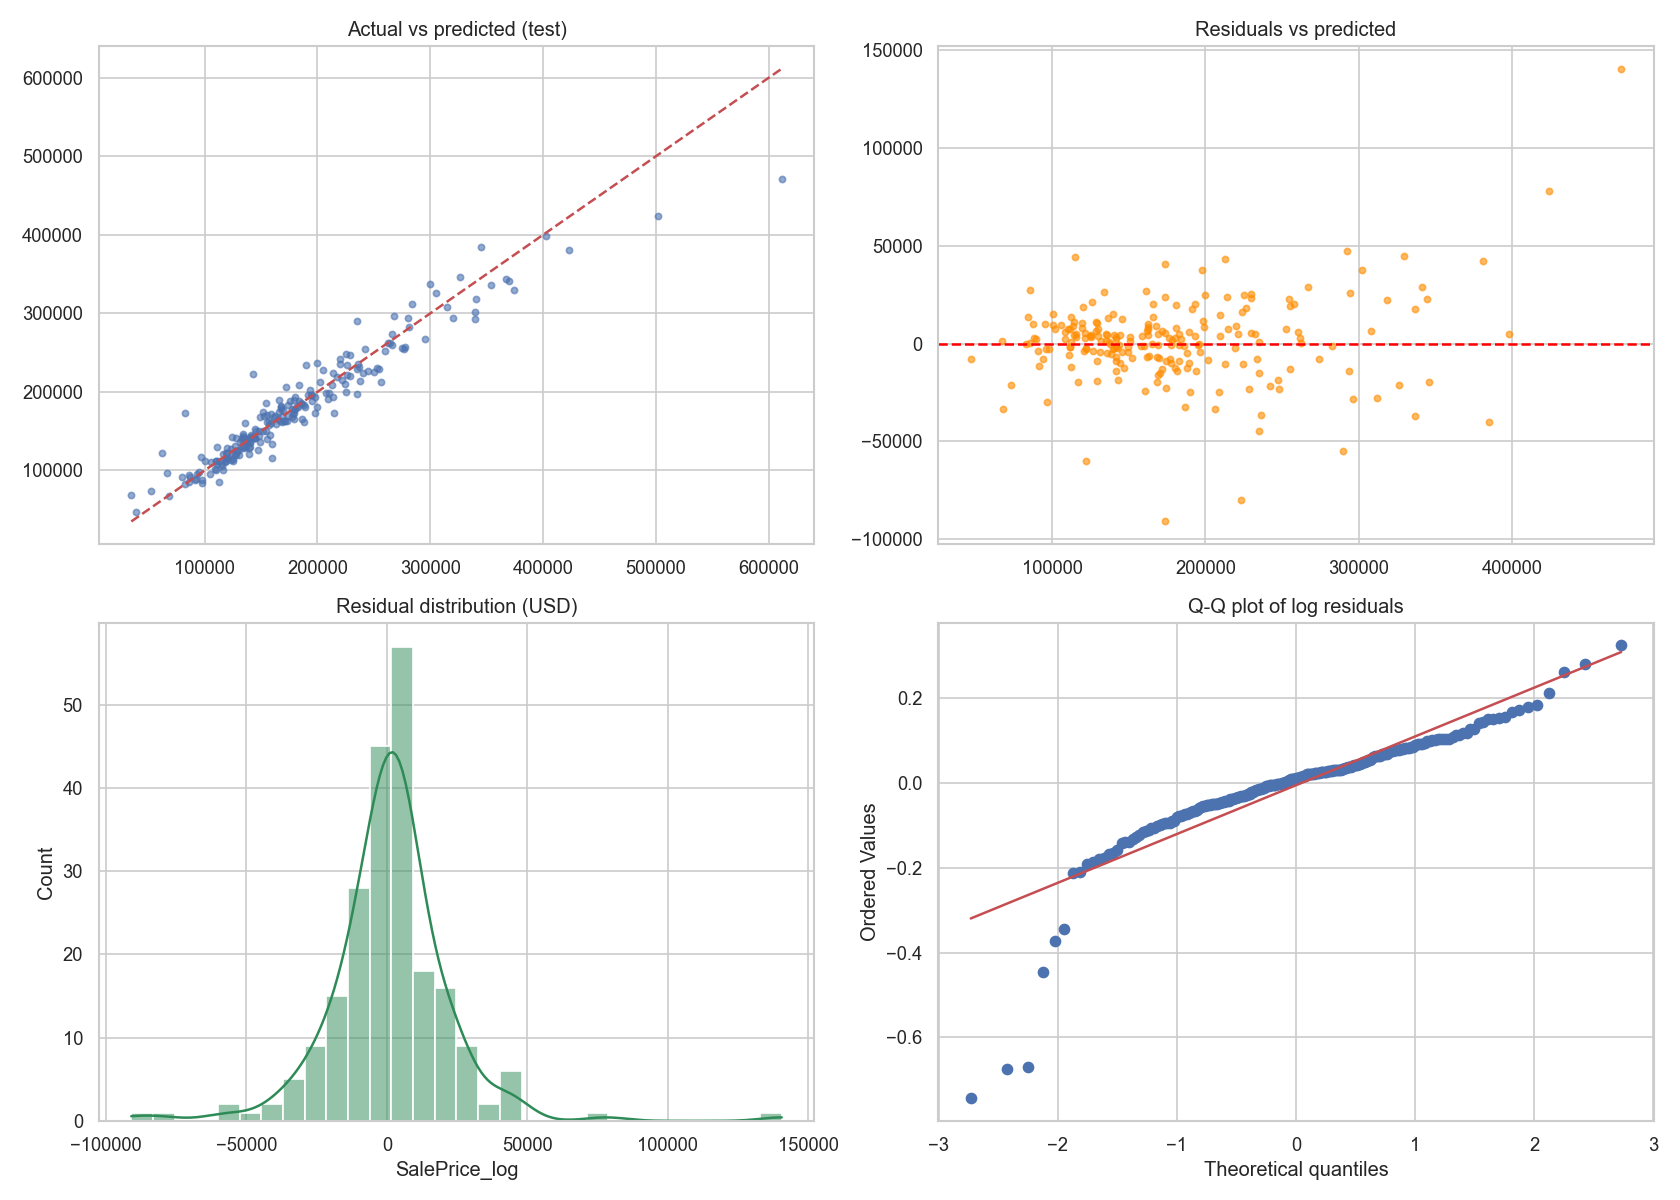 Actual vs predicted (test)
600000
500000
400000
300000
200000
100000
100000 200000 300000 400000 500000 600000
Residuals vs predicted
150000
100000
50000
0
−50000
−100000
100000 200000 300000 400000
Residual distribution (USD)
Count
50
40
30
20
10
0
−100000 −50000 0 50000 100000 150000
SalePrice_log
Q-Q plot of log residuals
Ordered Values
0.2
0.0
−0.2
−0.4
−0.6
−3 −2 −1 0 1 2 3
Theoretical quantiles